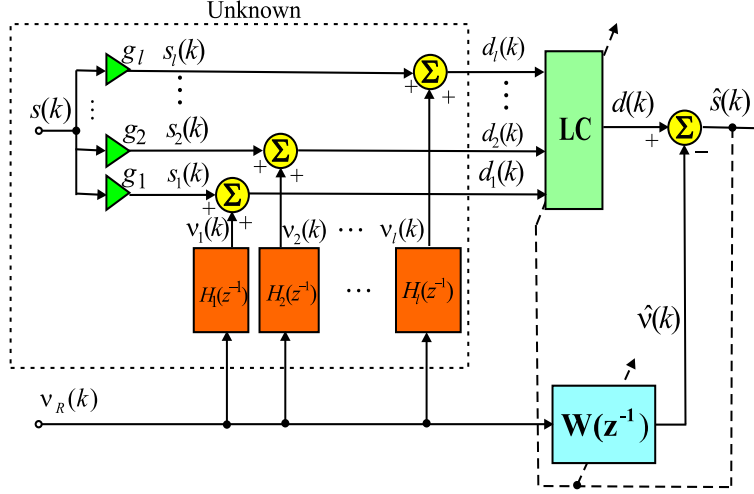 Unknown
g_l s_l(k) d_l(k)
s(k) Σ + +
g_2 s_2(k) d_2(k) LC d(k) ŝ(k)
Σ + + Σ + −
g_1 s_1(k) d_1(k)
Σ + +
ν_1(k) ν_2(k) ··· ν_l(k)
H_1(z^{-1}) H_2(z^{-1}) ··· H_l(z^{-1})
ν̂(k)
ν_R(k)
W(z^{-1})